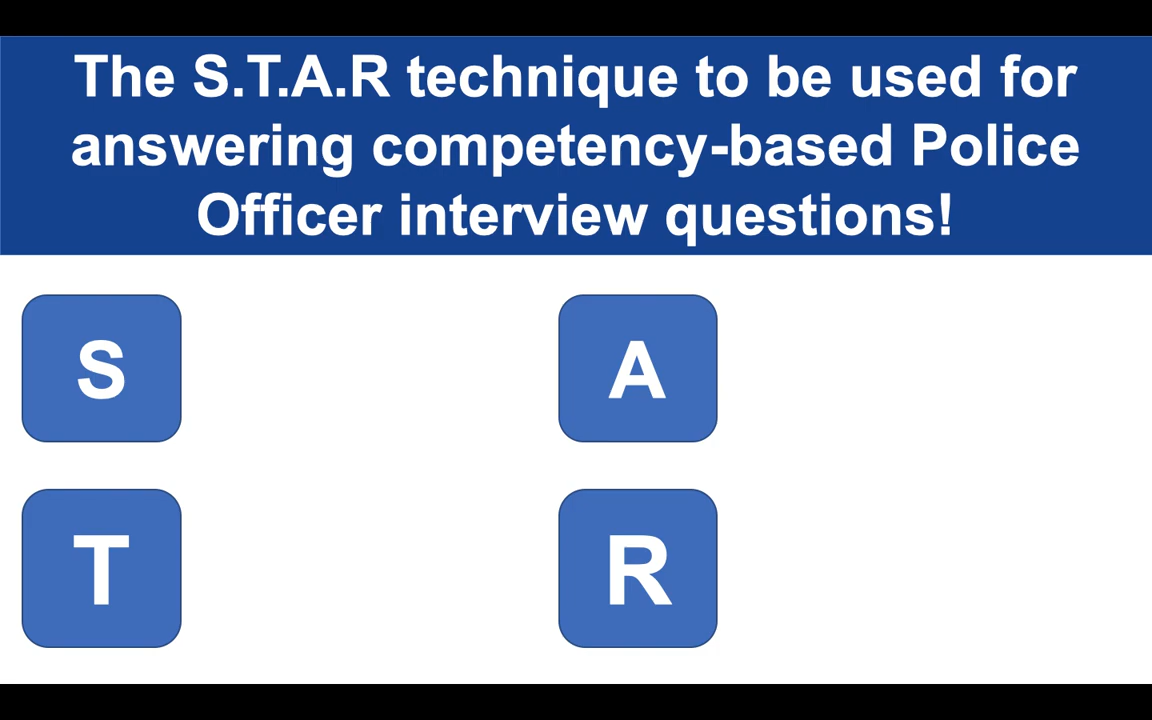 The S.T.A.R technique to be used for
answering competency-based Police
Officer interview questions!
S
A
T
R